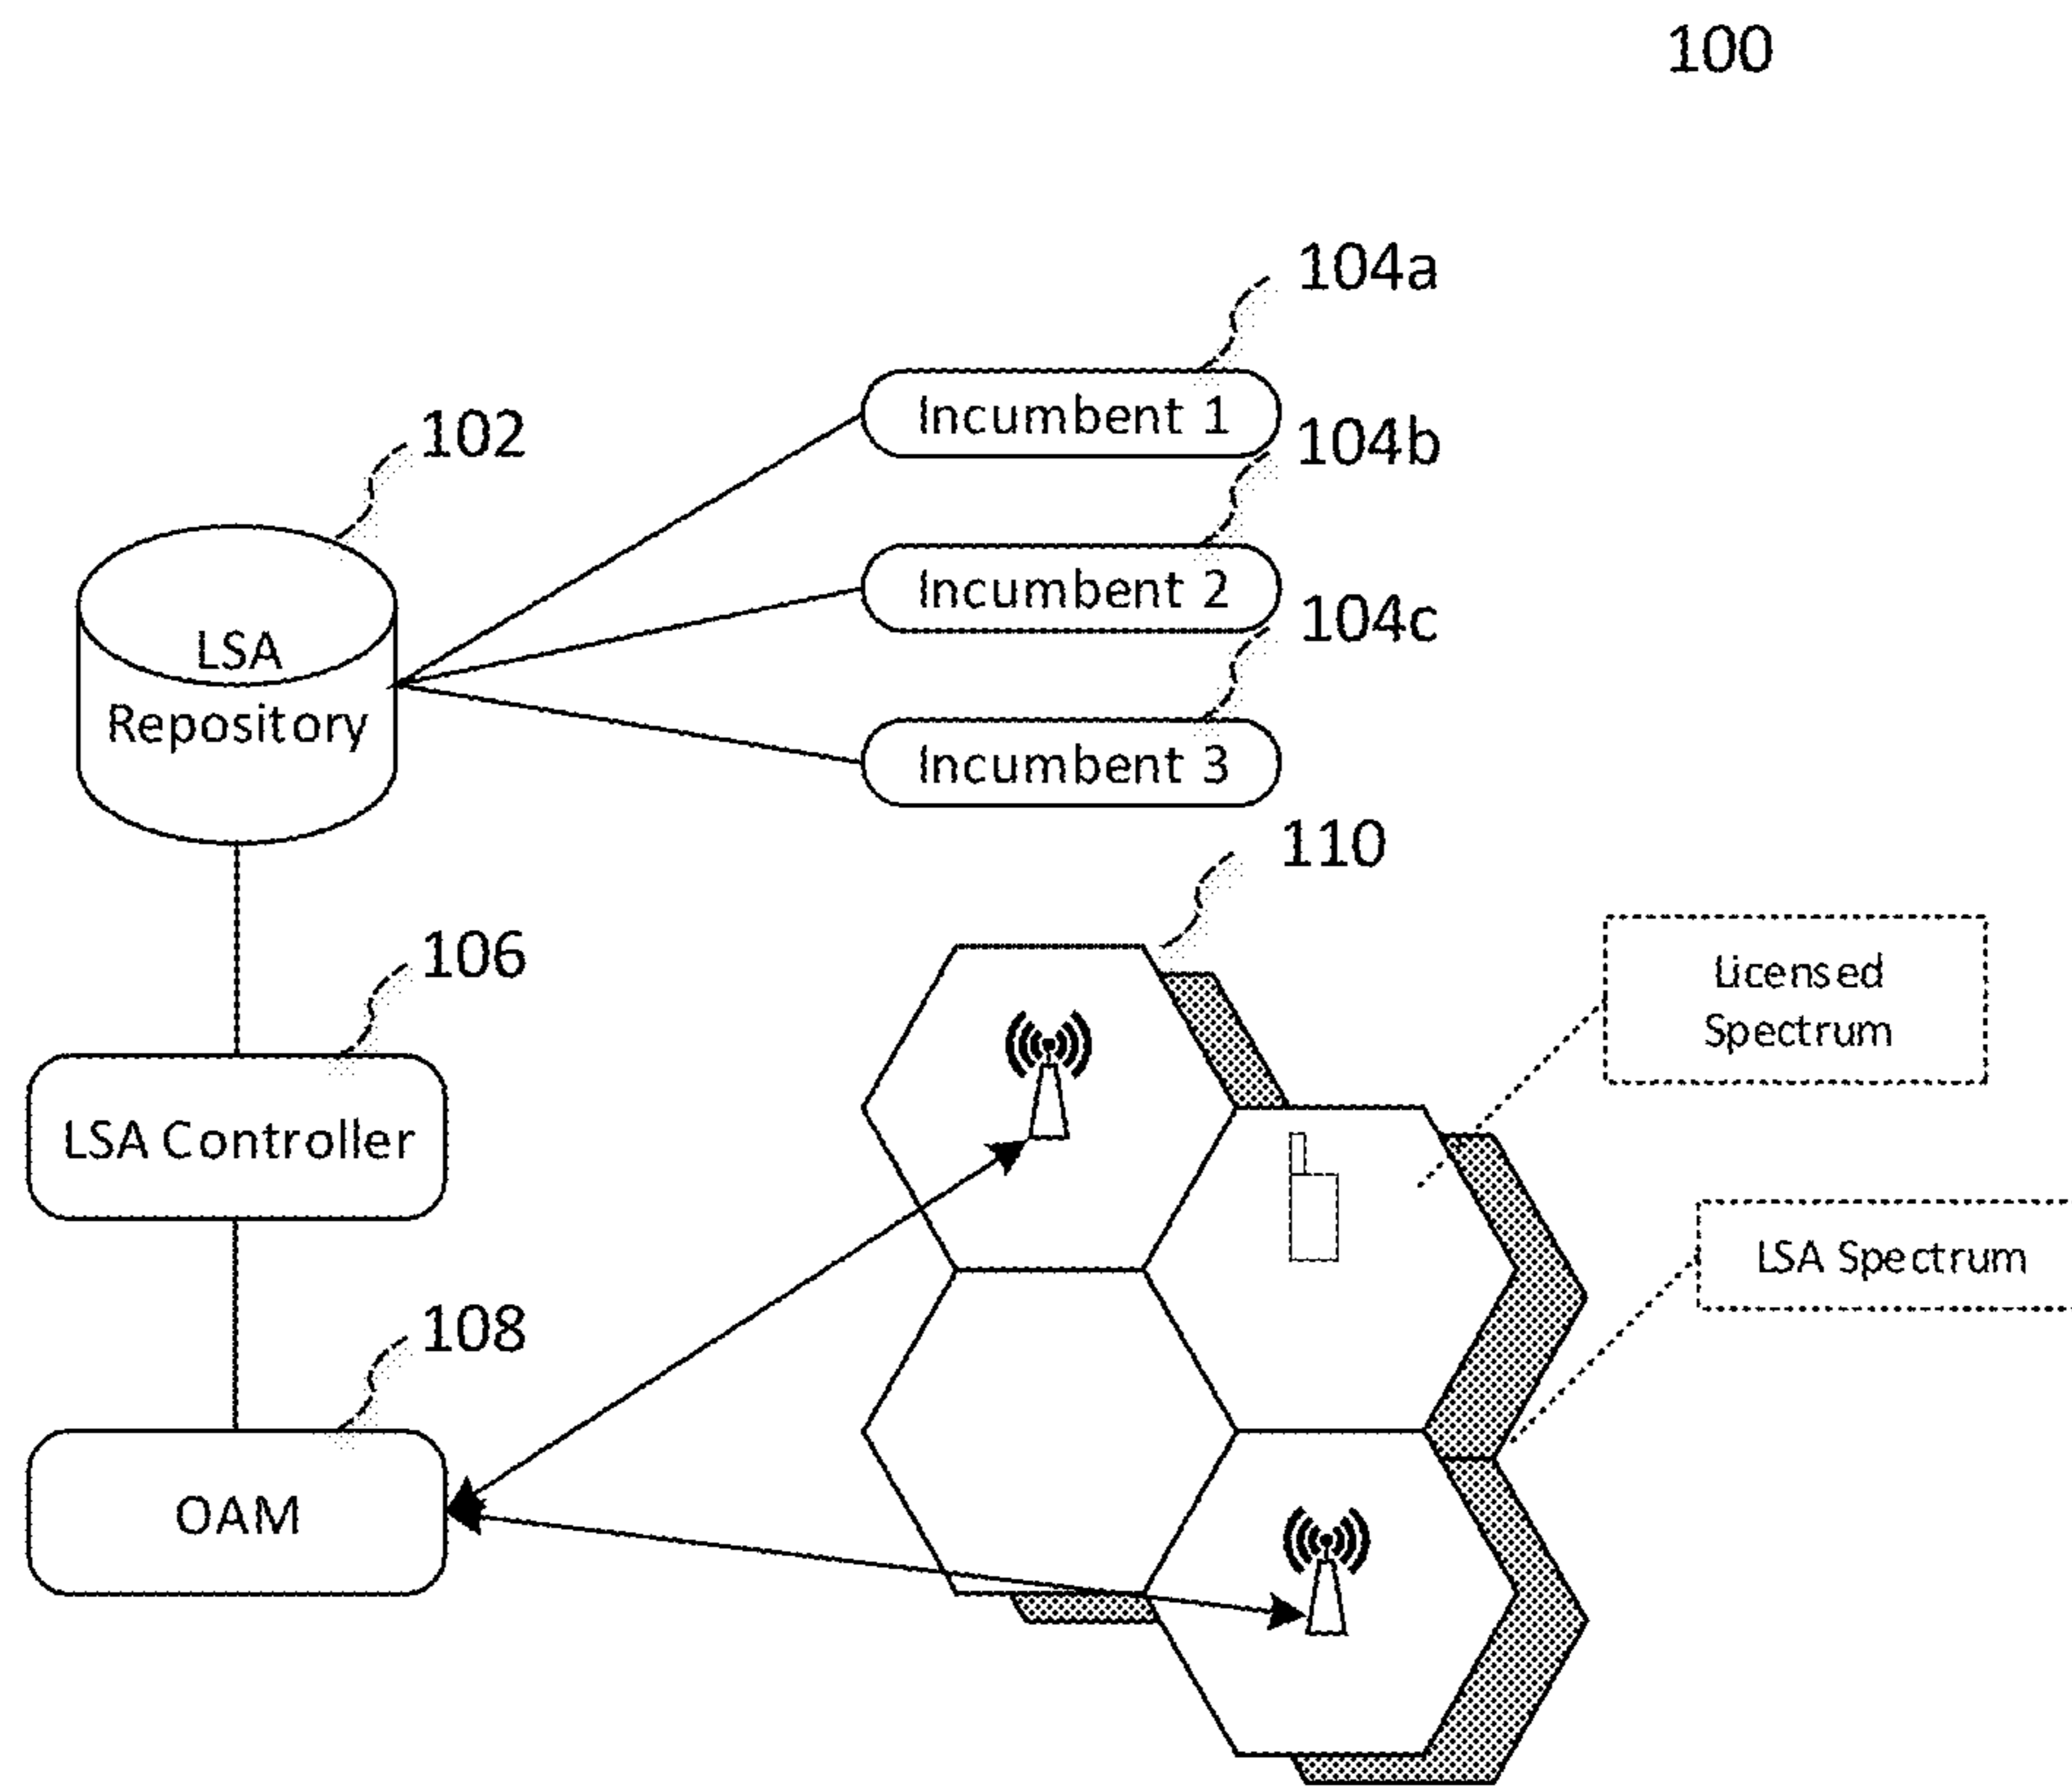 100
104a
Incumbent 1
102
104b
Incumbent 2
104c
LSA
Repository
Incumbent 3
110
106
Licensed
Spectrum
LSA Controller
LSA Spectrum
108
OAM